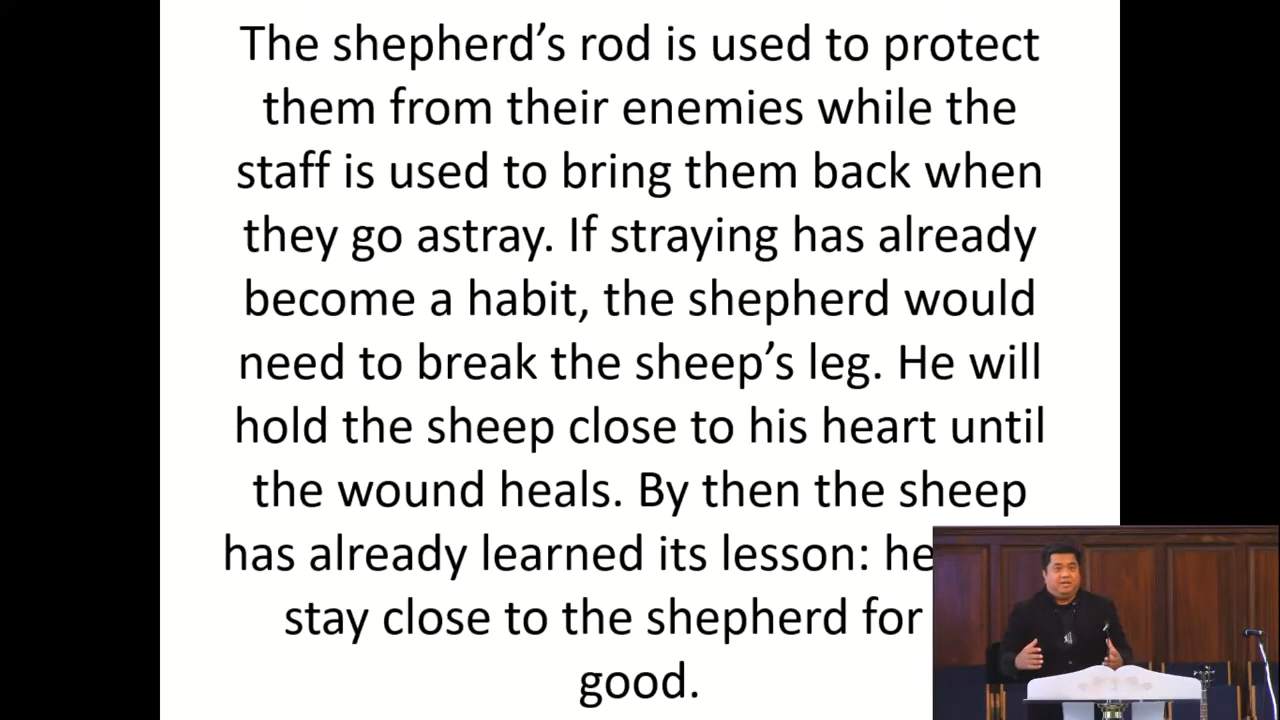 The shepherd’s rod is used to protect
them from their enemies while the
staff is used to bring them back when
they go astray. If straying has already
become a habit, the shepherd would
need to break the sheep’s leg. He will
hold the sheep close to his heart until
the wound heals. By then the sheep
has already learned its lesson: he
stay close to the shepherd for
good.